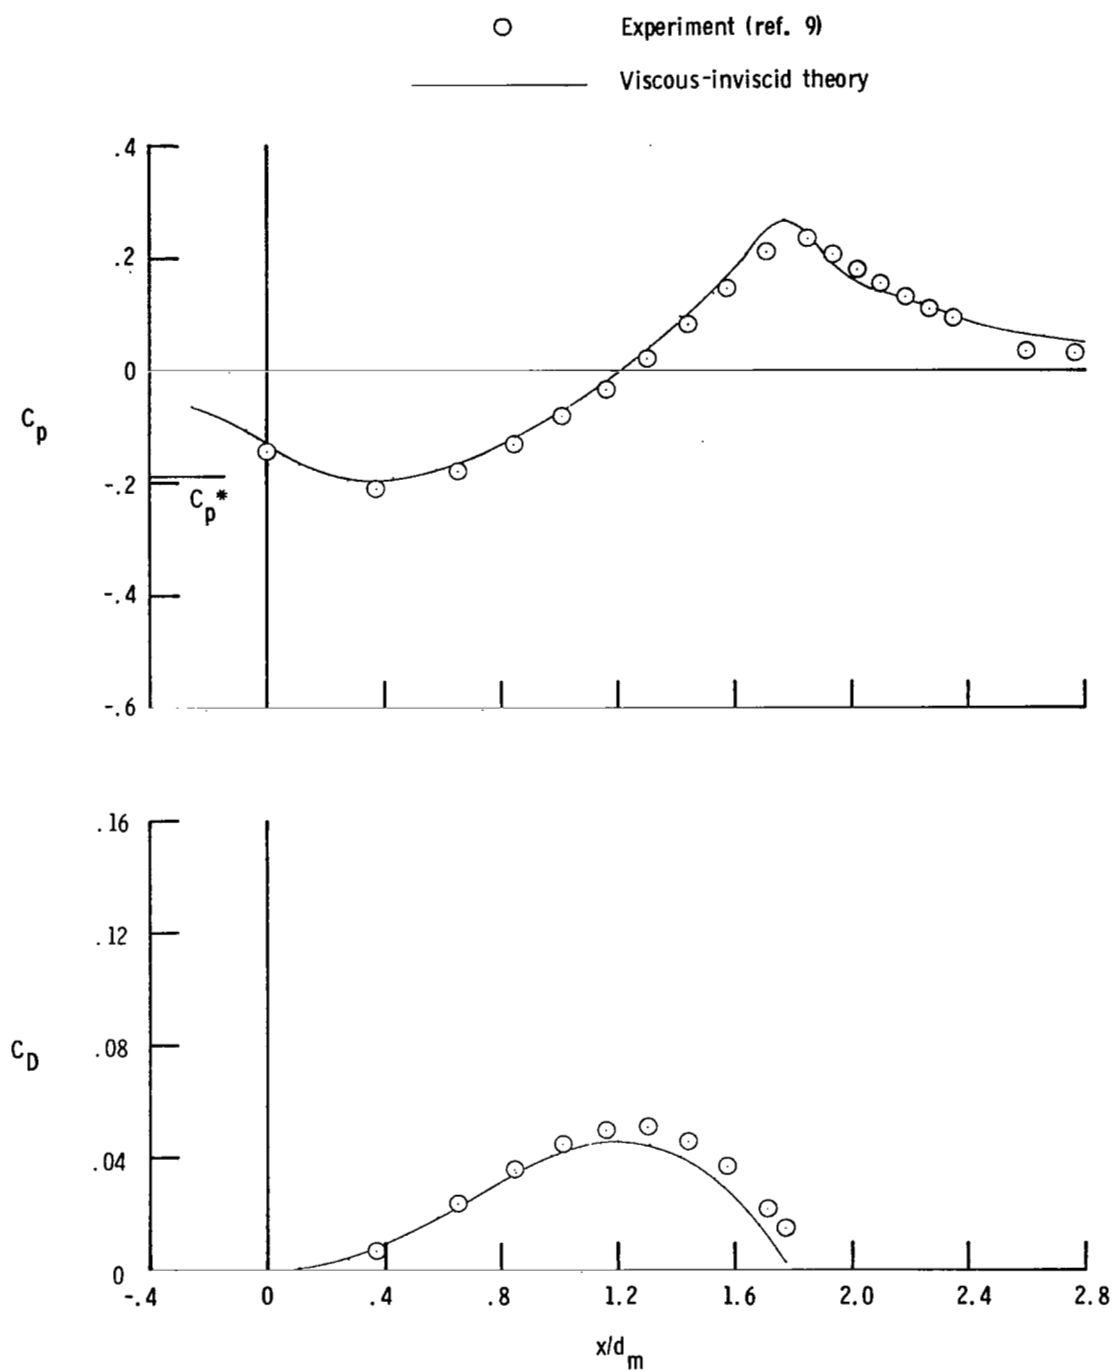 Experiment (ref. 9)
Viscous-inviscid theory
.4
.2
0
C_p
-.2
C_p*
-.4
-.6
.16
.12
.08
C_D
.04
0
-.4 0 .4 .8 1.2 1.6 2.0 2.4 2.8
x/d_m